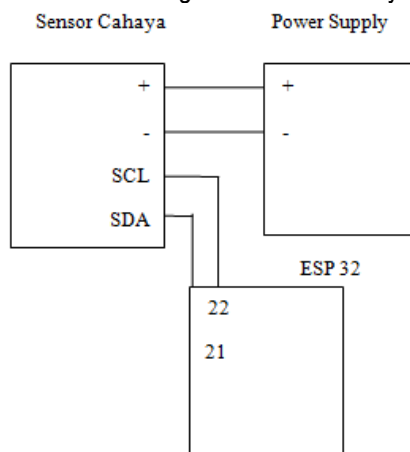 Sensor Cahaya
Power Supply
+
+
-
-
SCL
SDA
ESP 32
22
21